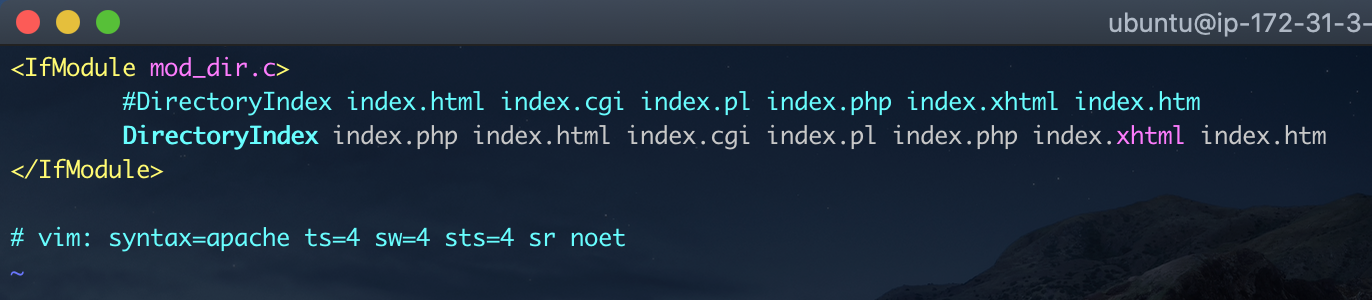 ubuntu@ip-172-31-3-
<IfModule mod_dir.c>
#DirectoryIndex index.html index.cgi index.pl index.php index.xhtml index.htm
DirectoryIndex index.php index.html index.cgi index.pl index.php index.xhtml index.htm
</IfModule>
# vim: syntax=apache ts=4 sw=4 sts=4 sr noet
~